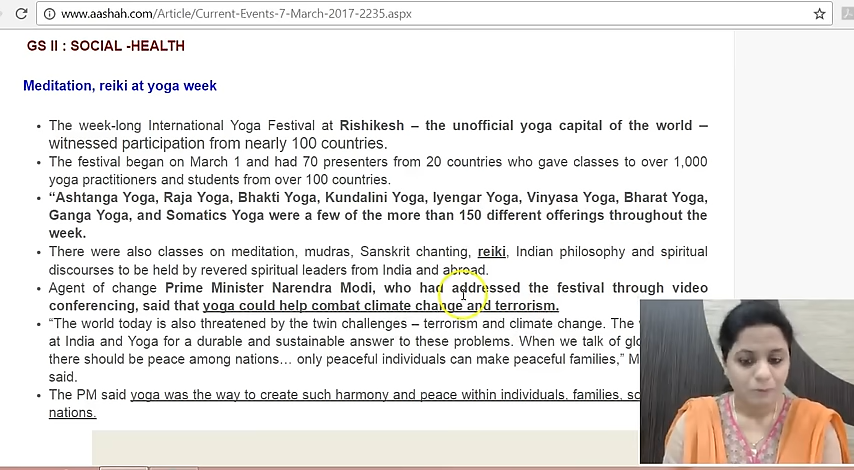 www.aashah.com/Article/Current-Events-7-March-2017-2235.aspx
GS II : SOCIAL -HEALTH
Meditation, reiki at yoga week
• The week-long International Yoga Festival at Rishikesh – the unofficial yoga capital of the world –
witnessed participation from nearly 100 countries.
• The festival began on March 1 and had 70 presenters from 20 countries who gave classes to over 1,000
yoga practitioners and students from over 100 countries.
• “Ashtanga Yoga, Raja Yoga, Bhakti Yoga, Kundalini Yoga, Iyengar Yoga, Vinyasa Yoga, Bharat Yoga,
Ganga Yoga, and Somatics Yoga were a few of the more than 150 different offerings throughout the
week.
• There were also classes on meditation, mudras, Sanskrit chanting, reiki, Indian philosophy and spiritual
discourses to be held by revered spiritual leaders from India and abroad.
• Agent of change Prime Minister Narendra Modi, who had addressed the festival through video
conferencing, said that yoga could help combat climate change and terrorism.
• “The world today is also threatened by the twin challenges – terrorism and climate change. The
at India and Yoga for a durable and sustainable answer to these problems. When we talk of
there should be peace among nations… only peaceful individuals can make peaceful families,”
said.
• The PM said yoga was the way to create such harmony and peace within individuals, families,
nations.